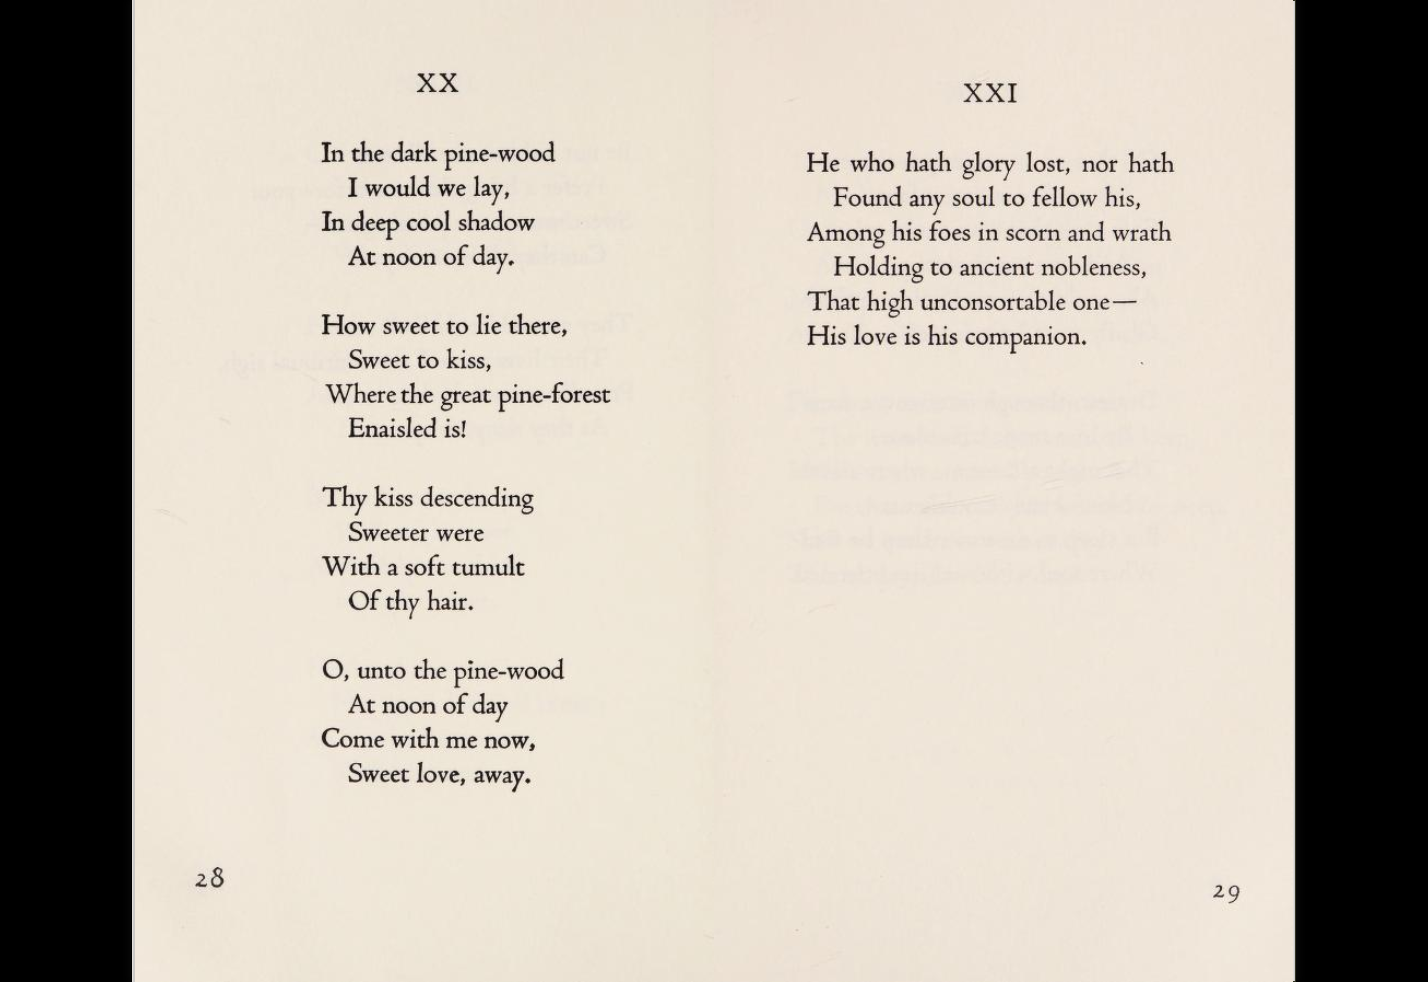 XX
In the dark pine-wood
I would we lay,
In deep cool shadow
At noon of day.
How sweet to lie there,
Sweet to kiss,
Where the great pine-forest
Enaisled is!
Thy kiss descending
Sweeter were
With a soft tumult
Of thy hair.
O, unto the pine-wood
At noon of day
Come with me now,
Sweet love, away.
28
XXI
He who hath glory lost, nor hath
Found any soul to fellow his,
Among his foes in scorn and wrath
Holding to ancient nobleness,
That high unconsortable one—
His love is his companion.
29